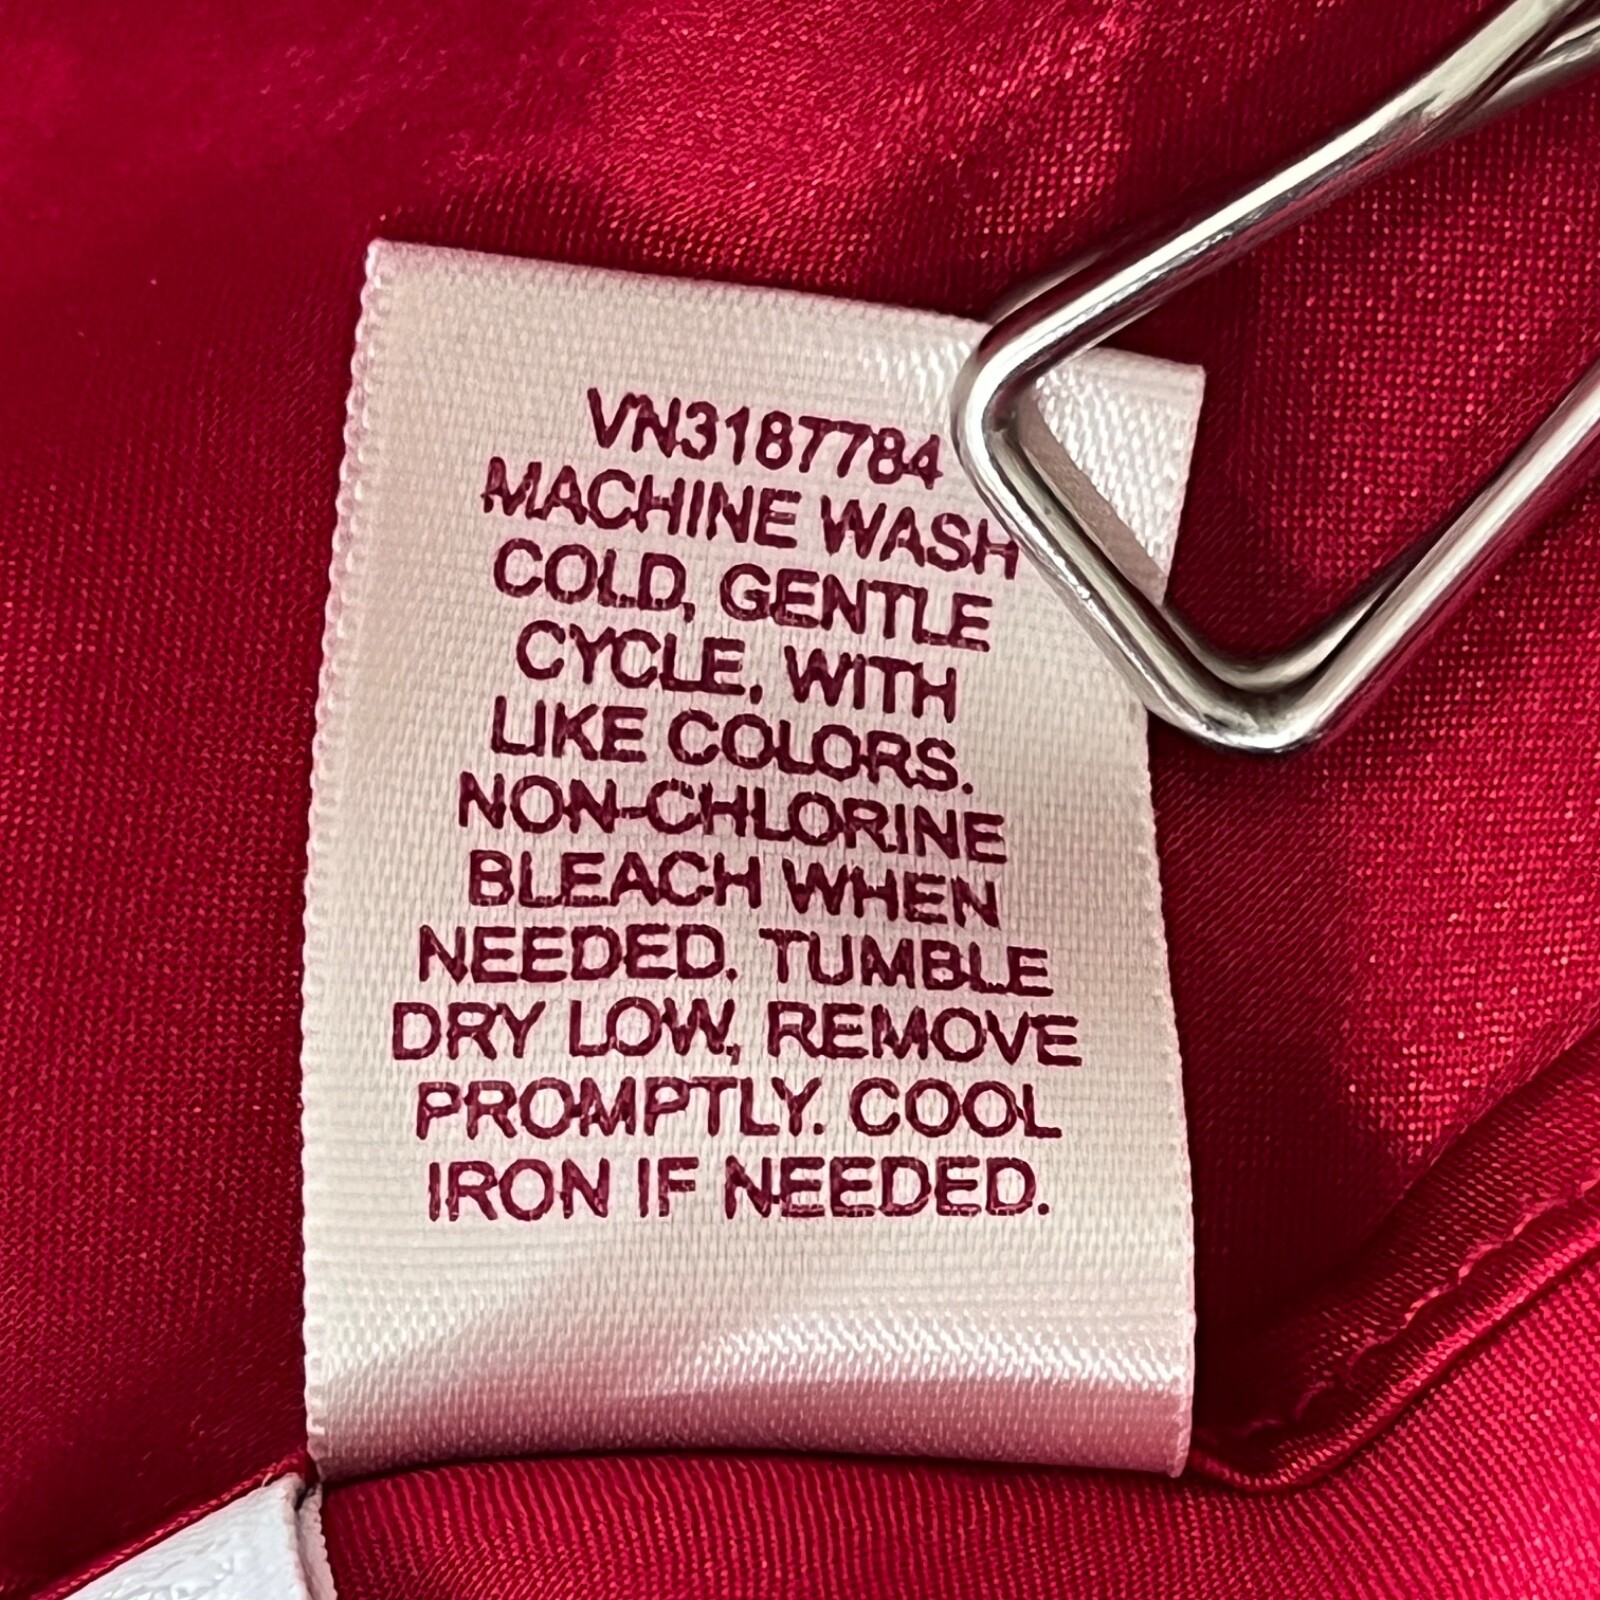 VN3187784
MACHINE WASH
COLD, GENTLE
CYCLE, WITH
LIKE COLORS.
NON-CHLORINE
BLEACH WHEN
NEEDED. TUMBLE
DRY LOW, REMOVE
PROMPTLY. COOL
IRON IF NEEDED.